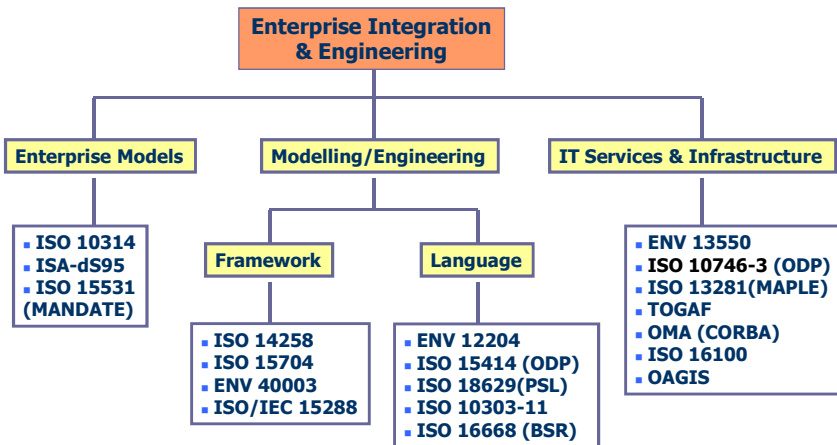 Enterprise Integration
& Engineering
Enterprise Models
Modelling/Engineering
IT Services & Infrastructure
ISO 10314
ISA-dS95
ISO 15531
(MANDATE)
Framework
Language
ISO 14258
ISO 15704
ENV 40003
ISO/IEC 15288
ENV 12204
ISO 15414 (ODP)
ISO 18629(PSL)
ISO 10303-11
ISO 16668 (BSR)
ENV 13550
ISO 10746-3 (ODP)
ISO 13281(MAPLE)
TOGAF
OMA (CORBA)
ISO 16100
OAGIS